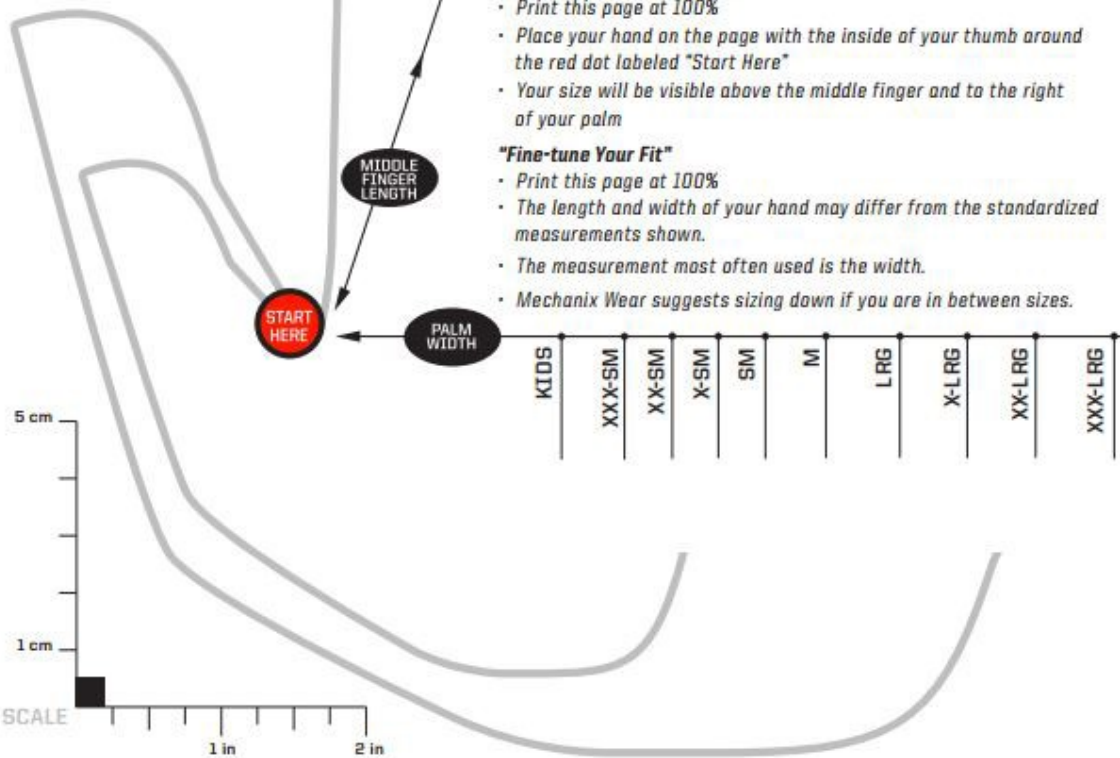 · Print this page at 100%
· Place your hand on the page with the inside of your thumb around
the red dot labeled "Start Here"
· Your size will be visible above the middle finger and to the right
of your palm
"Fine-tune Your Fit"
· Print this page at 100%
· The length and width of your hand may differ from the standardized
measurements shown.
· The measurement most often used is the width.
· Mechanix Wear suggests sizing down if you are in between sizes.
MIDDLE
FINGER
LENGTH
START
HERE
PALM
WIDTH
KIDS
XXX-SM
XX-SM
X-SM
SM
M
LRG
X-LRG
XX-LRG
XXX-LRG
5 cm
1 cm
SCALE
1 in
2 in